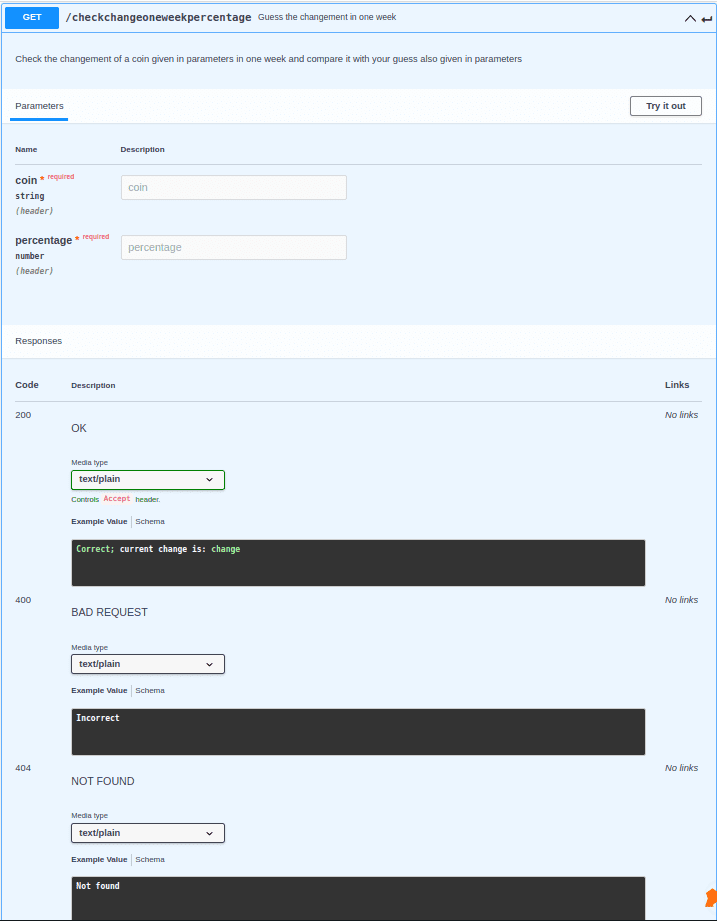 GET /checkchangeoneweekpercentage Guess the changement in one week
Check the changement of a coin given in parameters in one week and compare it with your guess also given in parameters
Parameters Try it out
Name Description
coin * required coin
string
(header)
percentage * required percentage
number
(header)
Responses
Code Description Links
200 No links
OK
Media type
text/plain
Controls Accept header.
Example Value Schema
Correct; current change is: change
400 No links
BAD REQUEST
Media type
text/plain
Example Value Schema
Incorrect
404 No links
NOT FOUND
Media type
text/plain
Example Value Schema
Not found